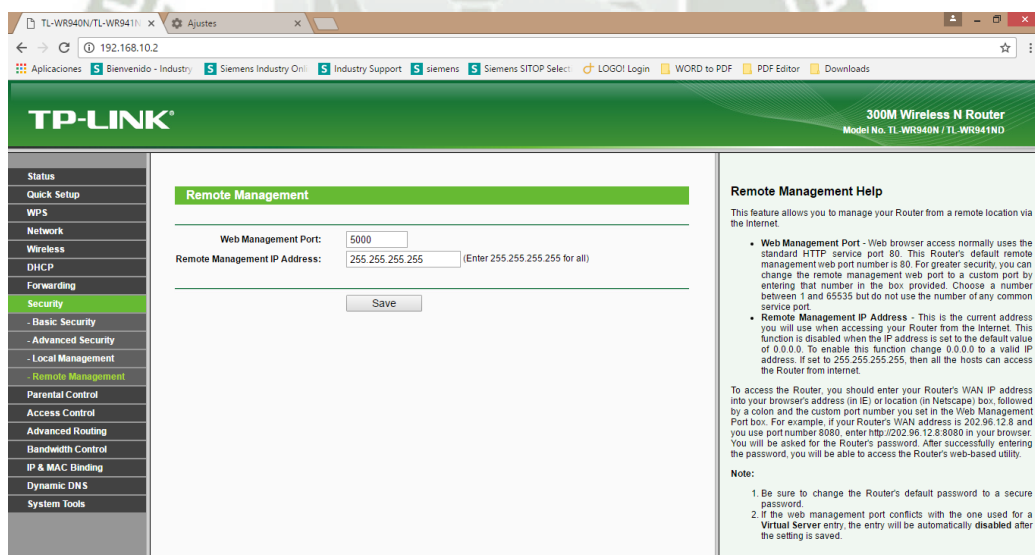 TL-WR940N/TL-WR941N
Ajustes
192.168.10.2
Aplicaciones
Bienvenido - Industry
Siemens Industry Onli
Industry Support
siemens
Siemens SITOP Select
LOGO! Login
WORD to PDF
PDF Editor
Downloads
TP-LINK®
300M Wireless N Router
Model No. TL-WR940N / TL-WR941ND
Status
Quick Setup
WPS
Network
Wireless
DHCP
Forwarding
Security
- Basic Security
- Advanced Security
- Local Management
- Remote Management
Parental Control
Access Control
Advanced Routing
Bandwidth Control
IP & MAC Binding
Dynamic DNS
System Tools
Remote Management
Web Management Port: 5000
Remote Management IP Address: 255.255.255.255 (Enter 255.255.255.255 for all)
Save
Remote Management Help
This feature allows you to manage your Router from a remote location via
the Internet.
• Web Management Port - Web browser access normally uses the
standard HTTP service port 80. This Router's default remote
management web port number is 80. For greater security, you can
change the remote management web port to a custom port by
entering that number in the box provided. Choose a number
between 1 and 65535 but do not use the number of any common
service port.
• Remote Management IP Address - This is the current address
you will use when accessing your Router from the Internet. This
function is disabled when the IP address is set to the default value
of 0.0.0.0. To enable this function change 0.0.0.0 to a valid IP
address. If set to 255.255.255.255, then all the hosts can access
the Router from internet.
To access the Router, you should enter your Router's WAN IP address
into your browser's address (in IE) or location (in Netscape) box, followed
by a colon and the custom port number you set in the Web Management
Port box. For example, if your Router's WAN address is 202.96.12.8 and
you use port number 8080, enter http://202.96.12.8:8080 in your browser.
You will be asked for the Router's password. After successfully entering
the password, you will be able to access the Router's web-based utility.
Note:
1. Be sure to change the Router's default password to a secure
password.
2. If the web management port conflicts with the one used for a
Virtual Server entry, the entry will be automatically disabled after
the setting is saved.